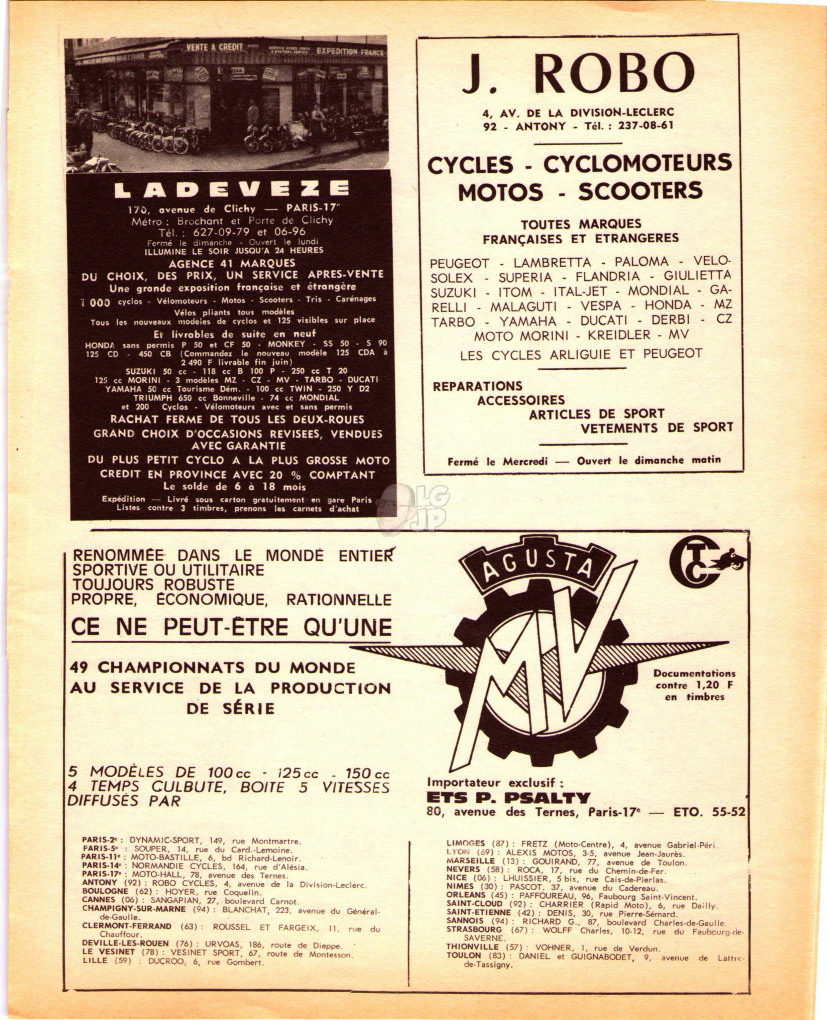 VENTE A CREDIT
EXPEDITION-FRANCE
LADEVEZE
170, avenue de Clichy — PARIS-17e
Métro : Brochant et Porte de Clichy
Tél. : 627-09-79 et 06-96
Fermé le dimanche - Ouvert le lundi
ILLUMINE LE SOIR JUSQU'A 24 HEURES
AGENCE 41 MARQUES
DU CHOIX, DES PRIX, UN SERVICE APRES-VENTE
Une grande exposition française et étrangère
1 000 cyclos - Vélomoteurs - Motos - Scooters - Tris - Carénages
Vélos pliants tous modèles
Tous les nouveaux modèles de cyclos et 125 visibles sur place
Et livrables de suite en neuf
HONDA sans permis P 50 et CF 50 - MONKEY - SS 50 - S 90
125 CD - 450 CB (Commandez le nouveau modèle 125 CDA à
2 490 F livrable fin juin)
SUZUKI 50 cc - 118 cc B 100 P - 250 cc T 20
125 cc MORINI - 3 modèles MZ - CZ - MV - TARBO - DUCATI
YAMAHA 50 cc Tourisme Dém. - 100 cc TWIN - 250 Y D2
TRIUMPH 650 cc Bonneville - 74 cc MONDIAL
et 200 Cyclos - Vélomoteurs avec et sans permis
RACHAT FERME DE TOUS LES DEUX-ROUES
GRAND CHOIX D'OCCASIONS REVISEES, VENDUES
AVEC GARANTIE
DU PLUS PETIT CYCLO A LA PLUS GROSSE MOTO
CREDIT EN PROVINCE AVEC 20 % COMPTANT
Le solde de 6 à 18 mois
Expédition — Livré sous carton gratuitement en gare Paris
Listes contre 3 timbres, prenons les carnets d'achat
J. ROBO
4, AV. DE LA DIVISION-LECLERC
92 - ANTONY - Tél. : 237-08-61
CYCLES - CYCLOMOTEURS
MOTOS - SCOOTERS
TOUTES MARQUES
FRANÇAISES ET ETRANGERES
PEUGEOT - LAMBRETTA - PALOMA - VELO-
SOLEX - SUPERIA - FLANDRIA - GIULIETTA
SUZUKI - ITOM - ITAL-JET - MONDIAL - GA-
RELLI - MALAGUTI - VESPA - HONDA - MZ
TARBO - YAMAHA - DUCATI - DERBI - CZ
MOTO MORINI - KREIDLER - MV
LES CYCLES ARLIGUIE ET PEUGEOT
REPARATIONS
ACCESSOIRES
ARTICLES DE SPORT
VETEMENTS DE SPORT
Fermé le Mercredi — Ouvert le dimanche matin
LG
JP
RENOMMÉE DANS LE MONDE ENTIER
SPORTIVE OU UTILITAIRE
TOUJOURS ROBUSTE
PROPRE, ÉCONOMIQUE, RATIONNELLE
CE NE PEUT-ÊTRE QU'UNE
49 CHAMPIONNATS DU MONDE
AU SERVICE DE LA PRODUCTION
DE SÉRIE
5 MODÈLES DE 100 cc - 125 cc - 150 cc
4 TEMPS CULBUTE, BOITE 5 VITESSES
DIFFUSÉS PAR
AGUSTA
MV
CTC
Documentations
contre 1,20 F
en timbres
Importateur exclusif :
ETS P. PSALTY
80, avenue des Ternes, Paris-17e — ETO. 55-52
PARIS-2e : DYNAMIC-SPORT, 149, rue Montmartre.
PARIS-5e : SOUPER, 14, rue du Card.-Lemoine.
PARIS-11e : MOTO-BASTILLE, 6, bd Richard-Lenoir.
PARIS-14e : NORMANDIE CYCLES, 164, rue d'Alésia.
PARIS-17e : MOTO-HALL, 78, avenue des Ternes.
ANTONY (92) : ROBO CYCLES, 4, avenue de la Division-Leclerc.
BOULOGNE (62) : HOYER, rue Coquelin.
CANNES (06) : SANGAPIAN, 27, boulevard Carnot.
CHAMPIGNY-SUR-MARNE (94) : BLANCHAT, 223, avenue du Général-
de-Gaulle.
CLERMONT-FERRAND (63) : ROUSSEL ET FARGEIX, 11, rue du
Chauffour.
DEVILLE-LES-ROUEN (76) : URVOAS, 186, route de Dieppe.
LE VESINET (78) : VESINET SPORT, 67, route de Montesson.
LILLE (59) : DUCROO, 6, rue Gombert.
LIMOGES (87) : FRETZ (Moto-Centre), 4, avenue Gabriel-Péri.
LYON (69) : ALEXIS MOTOS, 3-5, avenue Jean-Jaurès.
MARSEILLE (13) : GOUIRAND, 77, avenue de Toulon.
NEVERS (58) : ROCA, 17, rue du Chemin-de-Fer.
NICE (06) : LHUISSIER, 5 bis, rue Cais-de-Pierlas.
NIMES (30) : PASCOT, 37, avenue du Cadereau.
ORLEANS (45) : PAFFOUREAU, 96, Faubourg Saint-Vincent.
SAINT-CLOUD (92) : CHARRIER (Rapid Moto), 6, rue Dailly.
SAINT-ETIENNE (42) : DENIS, 30, rue Pierre-Sémard.
SANNOIS (94) : RICHARD G., 87, boulevard Charles-de-Gaulle.
STRASBOURG (67) : WOLFF Charles, 10-12, rue du Faubourg-de-
SAVERNE.
THIONVILLE (57) : VOHNER, 1, rue de Verdun.
TOULON (83) : DANIEL et GUIGNABODET, 9, avenue de Lattre-
de-Tassigny.